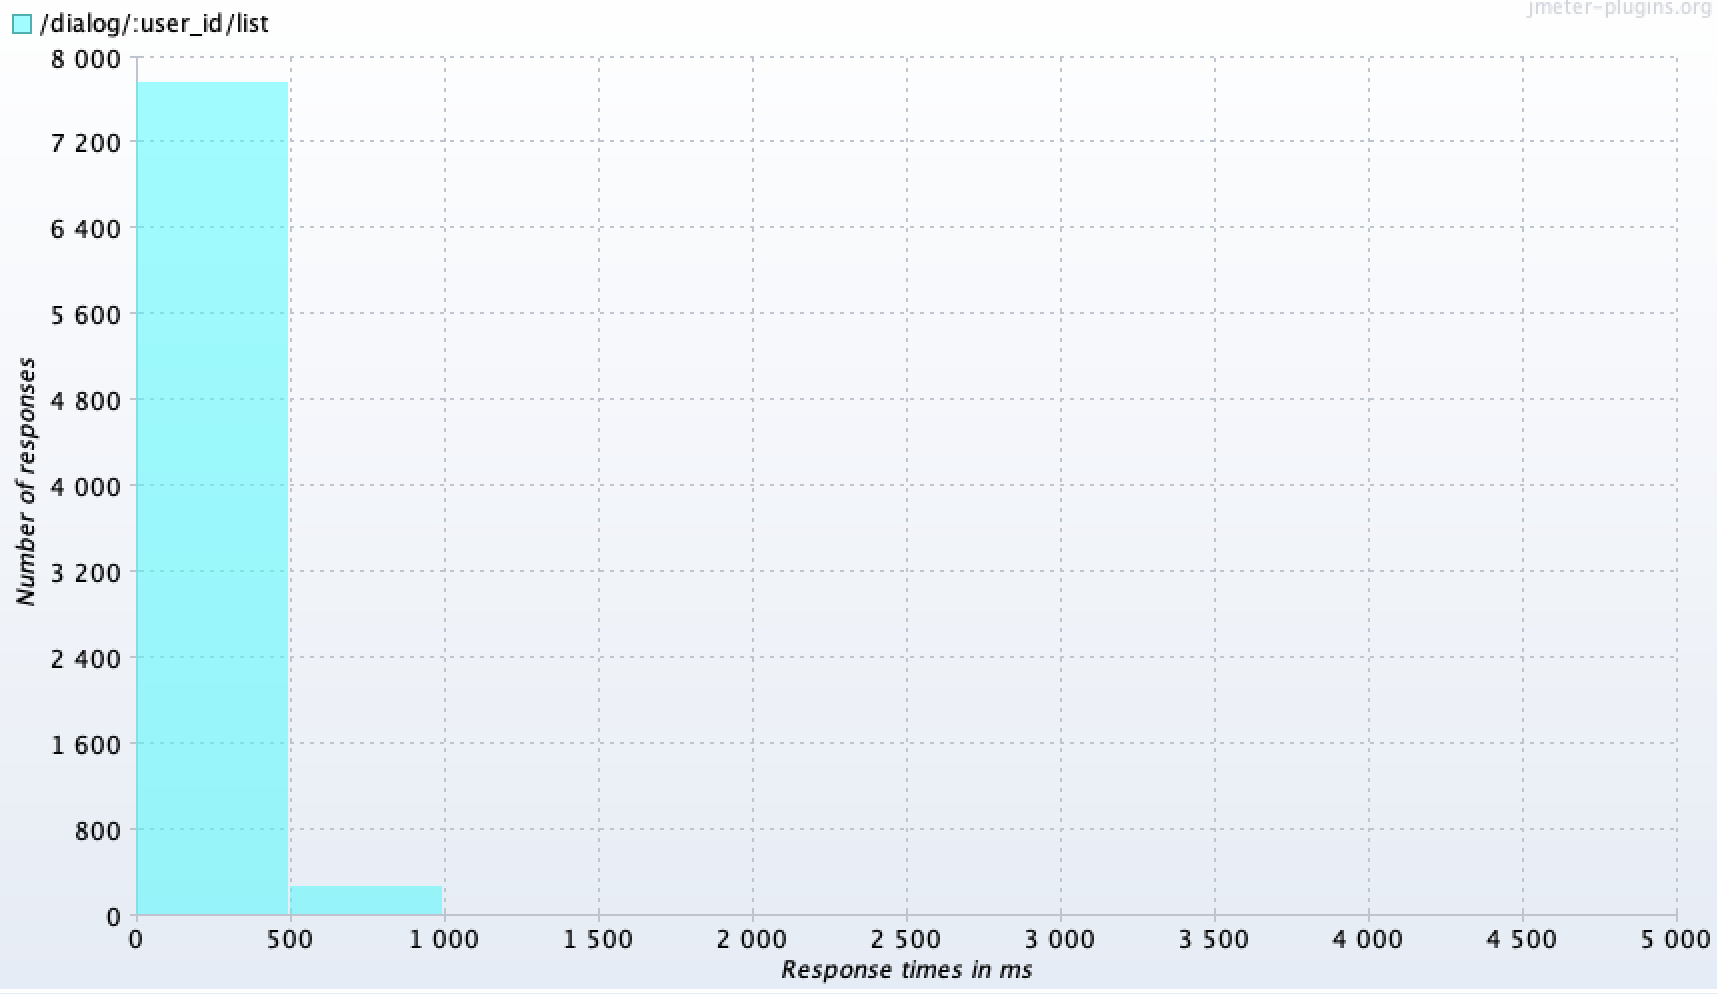 jmeter-plugins.org
/dialog/:user_id/list
8 000
7 200
6 400
5 600
4 800
4 000
3 200
2 400
1 600
800
0
Number of responses
0 500 1 000 1 500 2 000 2 500 3 000 3 500 4 000 4 500 5 000
Response times in ms